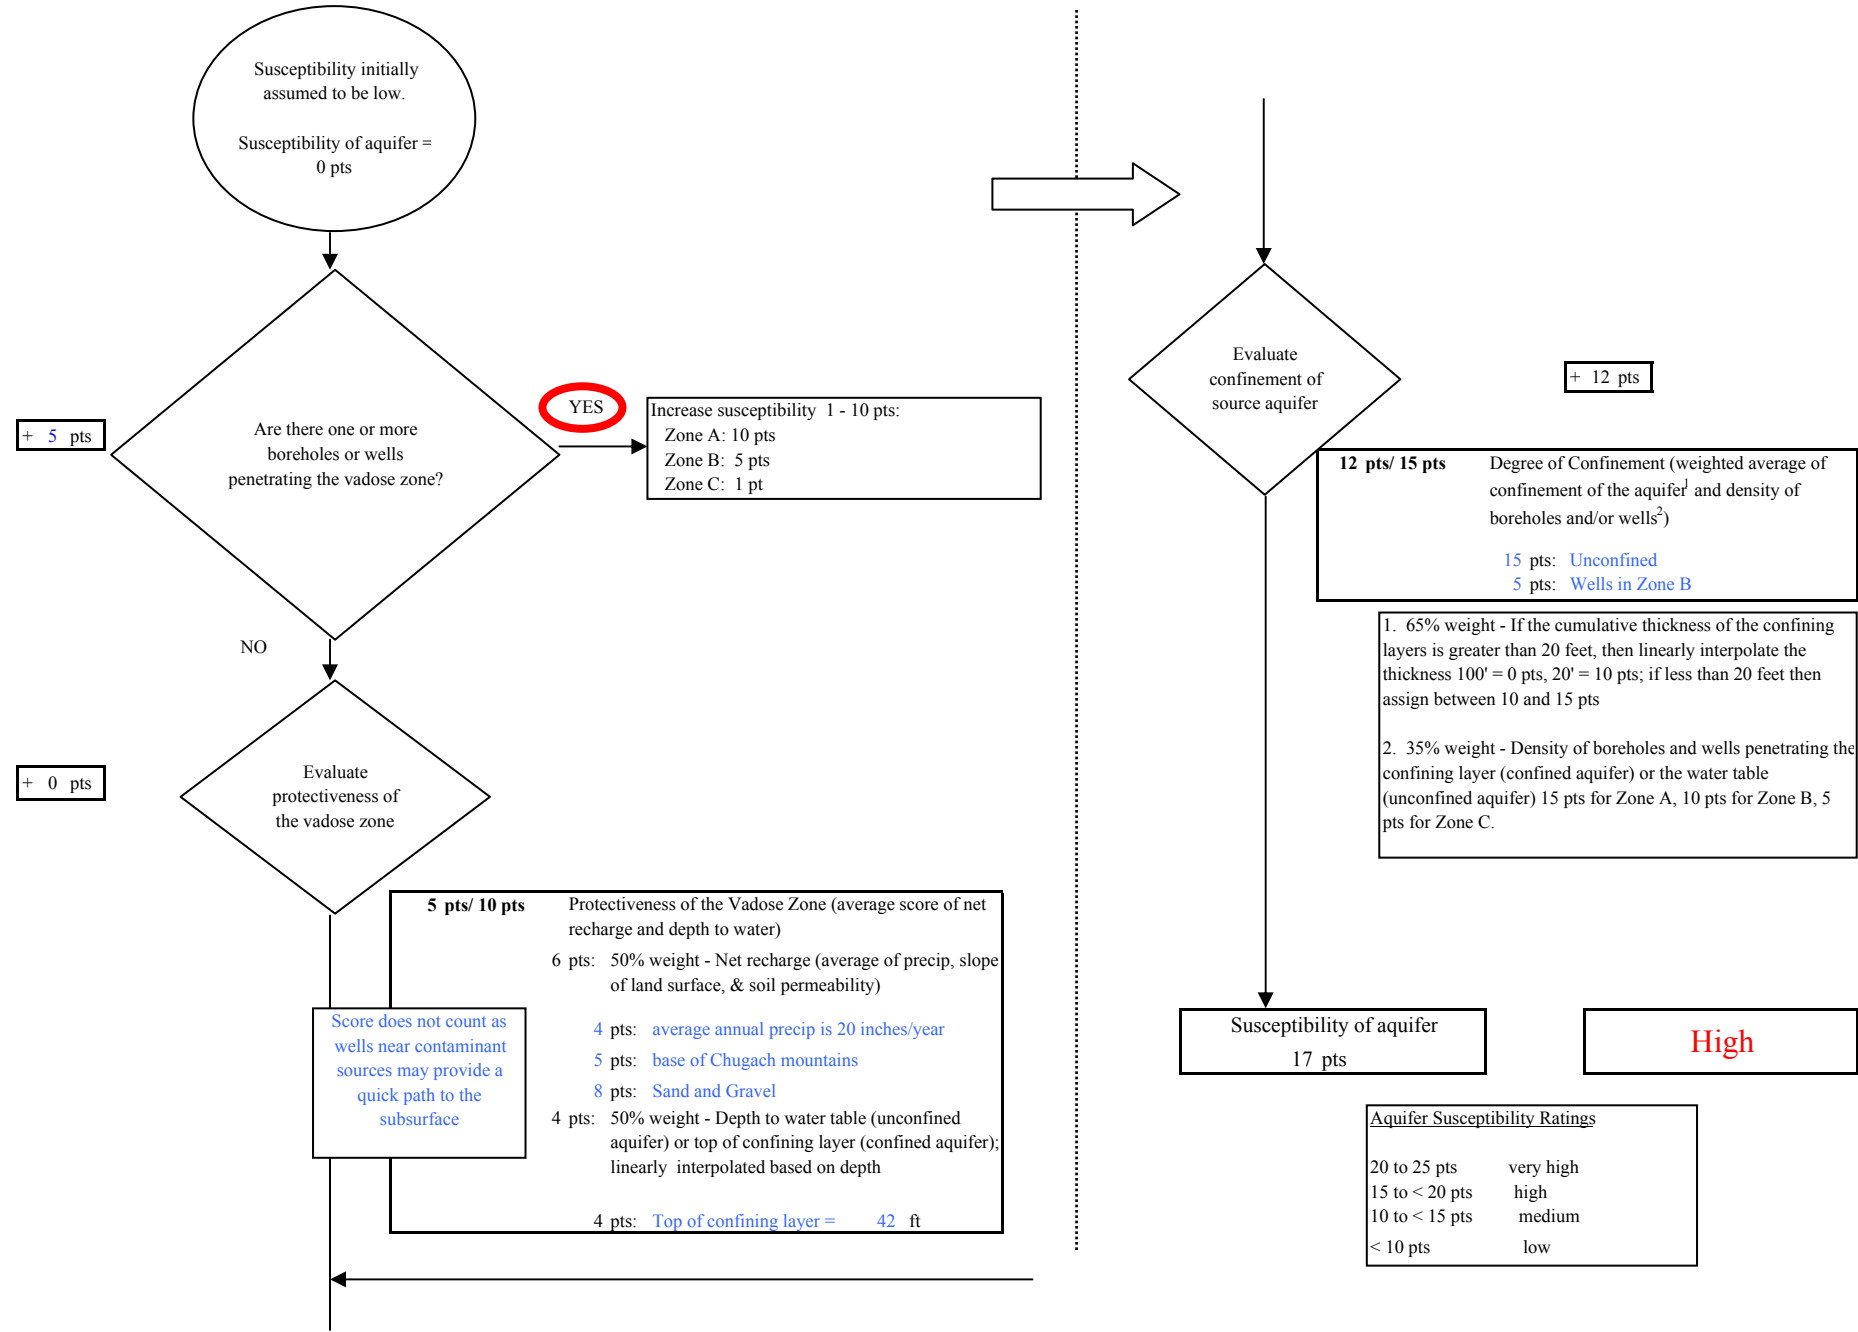 Susceptibility initially
assumed to be low.
Susceptibility of aquifer =
0 pts
Are there one or more
boreholes or wells
penetrating the vadose zone?
+ 5 pts
YES
Increase susceptibility 1 - 10 pts:
Zone A: 10 pts
Zone B: 5 pts
Zone C: 1 pt
NO
Evaluate
protectiveness of
the vadose zone
+ 0 pts
5 pts/ 10 pts Protectiveness of the Vadose Zone (average score of net
recharge and depth to water)
6 pts: 50% weight - Net recharge (average of precip, slope
of land surface, & soil permeability)
4 pts: average annual precip is 20 inches/year
5 pts: base of Chugach mountains
8 pts: Sand and Gravel
4 pts: 50% weight - Depth to water table (unconfined
aquifer) or top of confining layer (confined aquifer);
linearly interpolated based on depth
4 pts: Top of confining layer = 42 ft
Score does not count as
wells near contaminant
sources may provide a
quick path to the
subsurface
Evaluate
confinement of
source aquifer
+ 12 pts
12 pts/ 15 pts Degree of Confinement (weighted average of
confinement of the aquifer1 and density of
boreholes and/or wells2)
15 pts: Unconfined
5 pts: Wells in Zone B
1. 65% weight - If the cumulative thickness of the confining
layers is greater than 20 feet, then linearly interpolate the
thickness 100' = 0 pts, 20' = 10 pts; if less than 20 feet then
assign between 10 and 15 pts
2. 35% weight - Density of boreholes and wells penetrating the
confining layer (confined aquifer) or the water table
(unconfined aquifer) 15 pts for Zone A, 10 pts for Zone B, 5
pts for Zone C.
Susceptibility of aquifer
17 pts
High
Aquifer Susceptibility Ratings
20 to 25 pts very high
15 to < 20 pts high
10 to < 15 pts medium
< 10 pts low